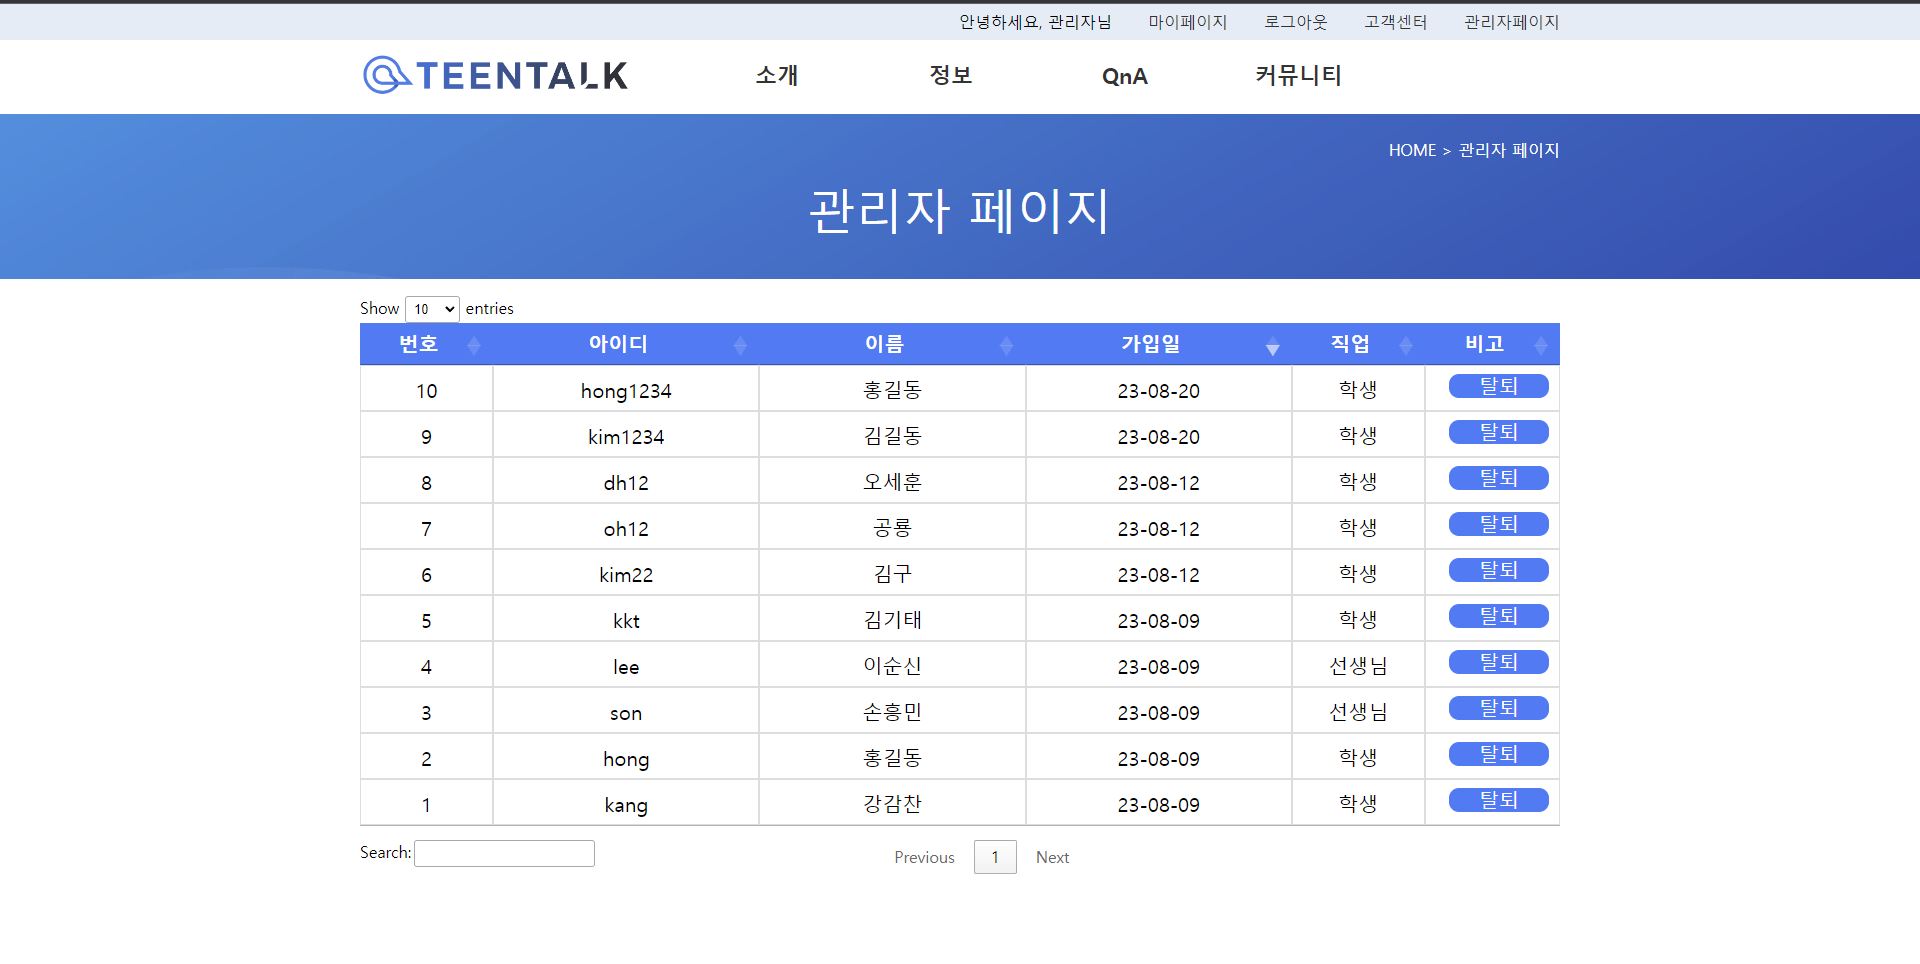 안녕하세요, 관리자님 마이페이지 로그아웃 고객센터 관리자페이지
TEENTALK 소개 정보 QnA 커뮤니티
HOME > 관리자 페이지
관리자 페이지
Show 10 entries
번호 아이디 이름 가입일 직업 비고
10 hong1234 홍길동 23-08-20 학생 탈퇴
9 kim1234 김길동 23-08-20 학생 탈퇴
8 dh12 오세훈 23-08-12 학생 탈퇴
7 oh12 공룡 23-08-12 학생 탈퇴
6 kim22 김구 23-08-12 학생 탈퇴
5 kkt 김기태 23-08-09 학생 탈퇴
4 lee 이순신 23-08-09 선생님 탈퇴
3 son 손흥민 23-08-09 선생님 탈퇴
2 hong 홍길동 23-08-09 학생 탈퇴
1 kang 강감찬 23-08-09 학생 탈퇴
Search: Previous 1 Next